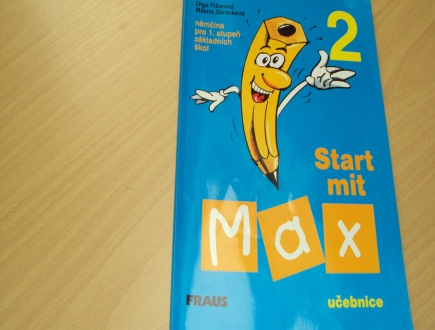 Olga Fišarová
Milena Zbranková
němčina
pro 1. stupeň
základních
škol
2
Start
mit
Max
FRAUS
učebnice